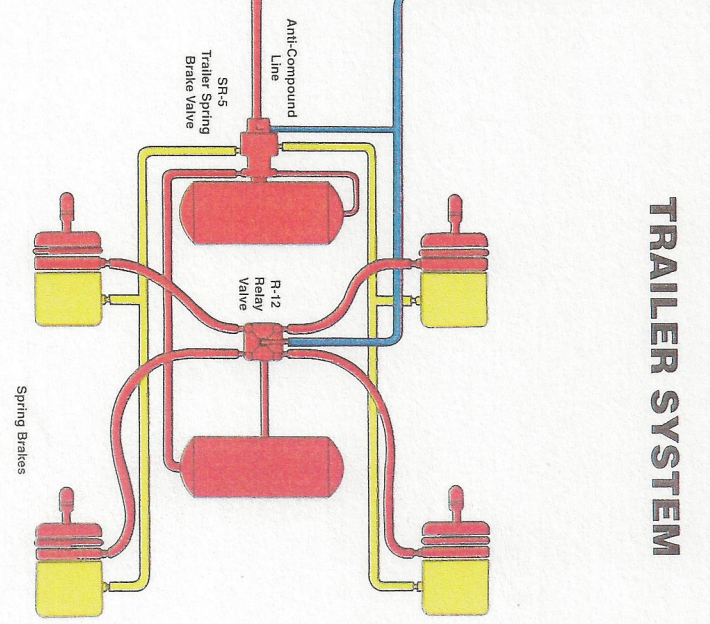 TRAILER SYSTEM
Anti-Compound
Line
SR-5
Trailer Spring
Brake Valve
R-12
Relay
Valve
Spring Brakes